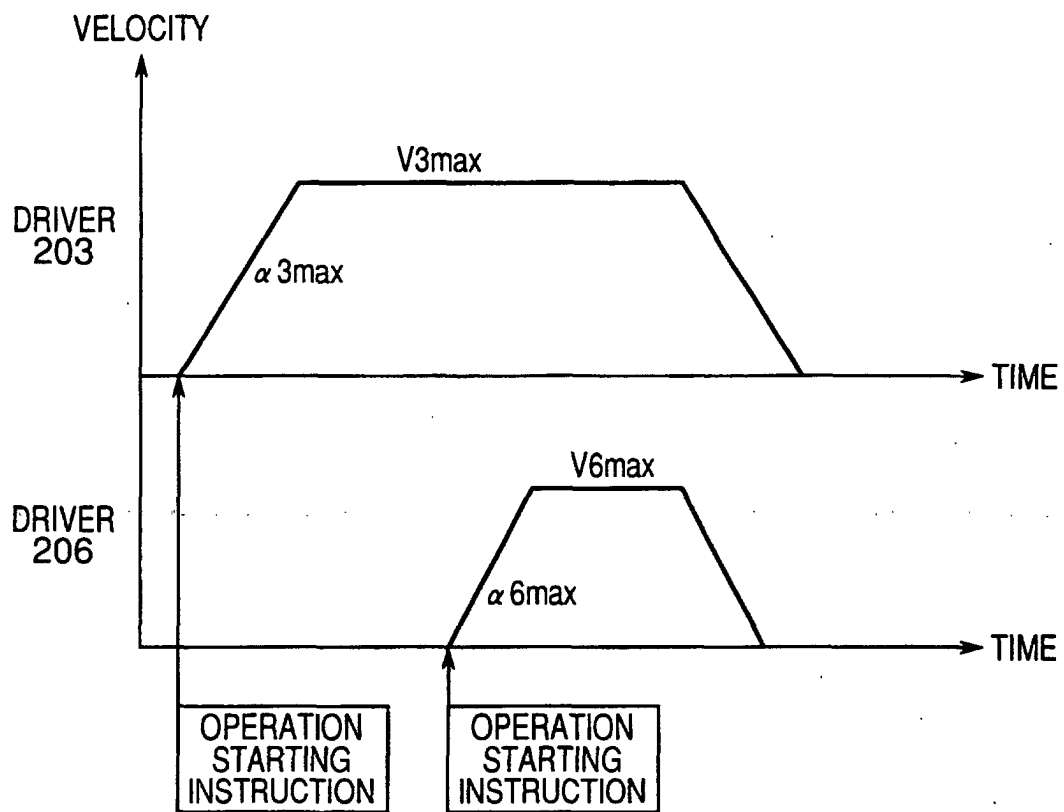 VELOCITY
V3max
DRIVER
203
α 3max
TIME
V6max
DRIVER
206
α 6max
TIME
OPERATION
STARTING
INSTRUCTION
OPERATION
STARTING
INSTRUCTION